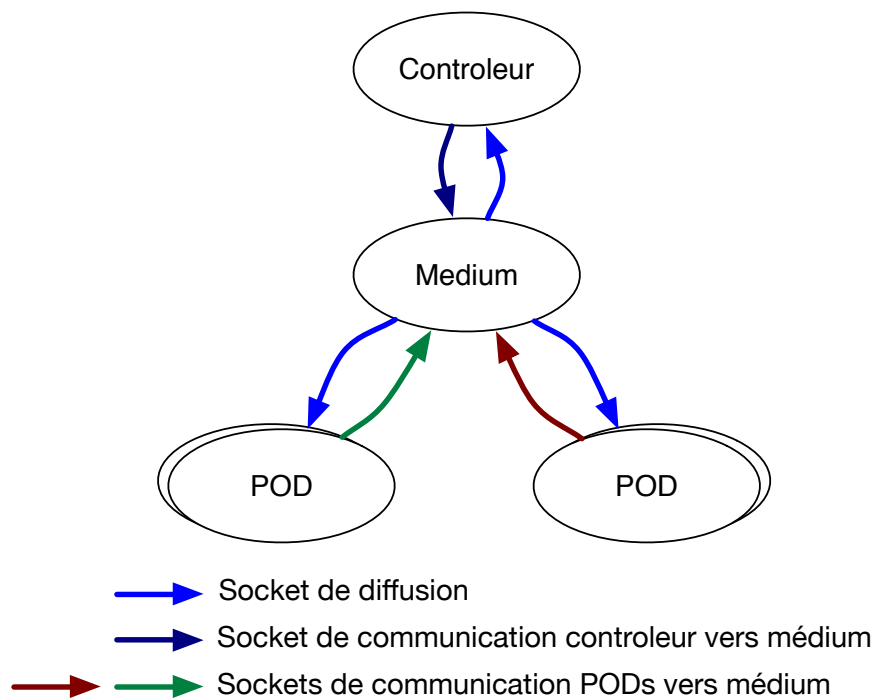 Controleur
Medium
POD
POD
Socket de diffusion
Socket de communication controleur vers médium
Sockets de communication PODs vers médium